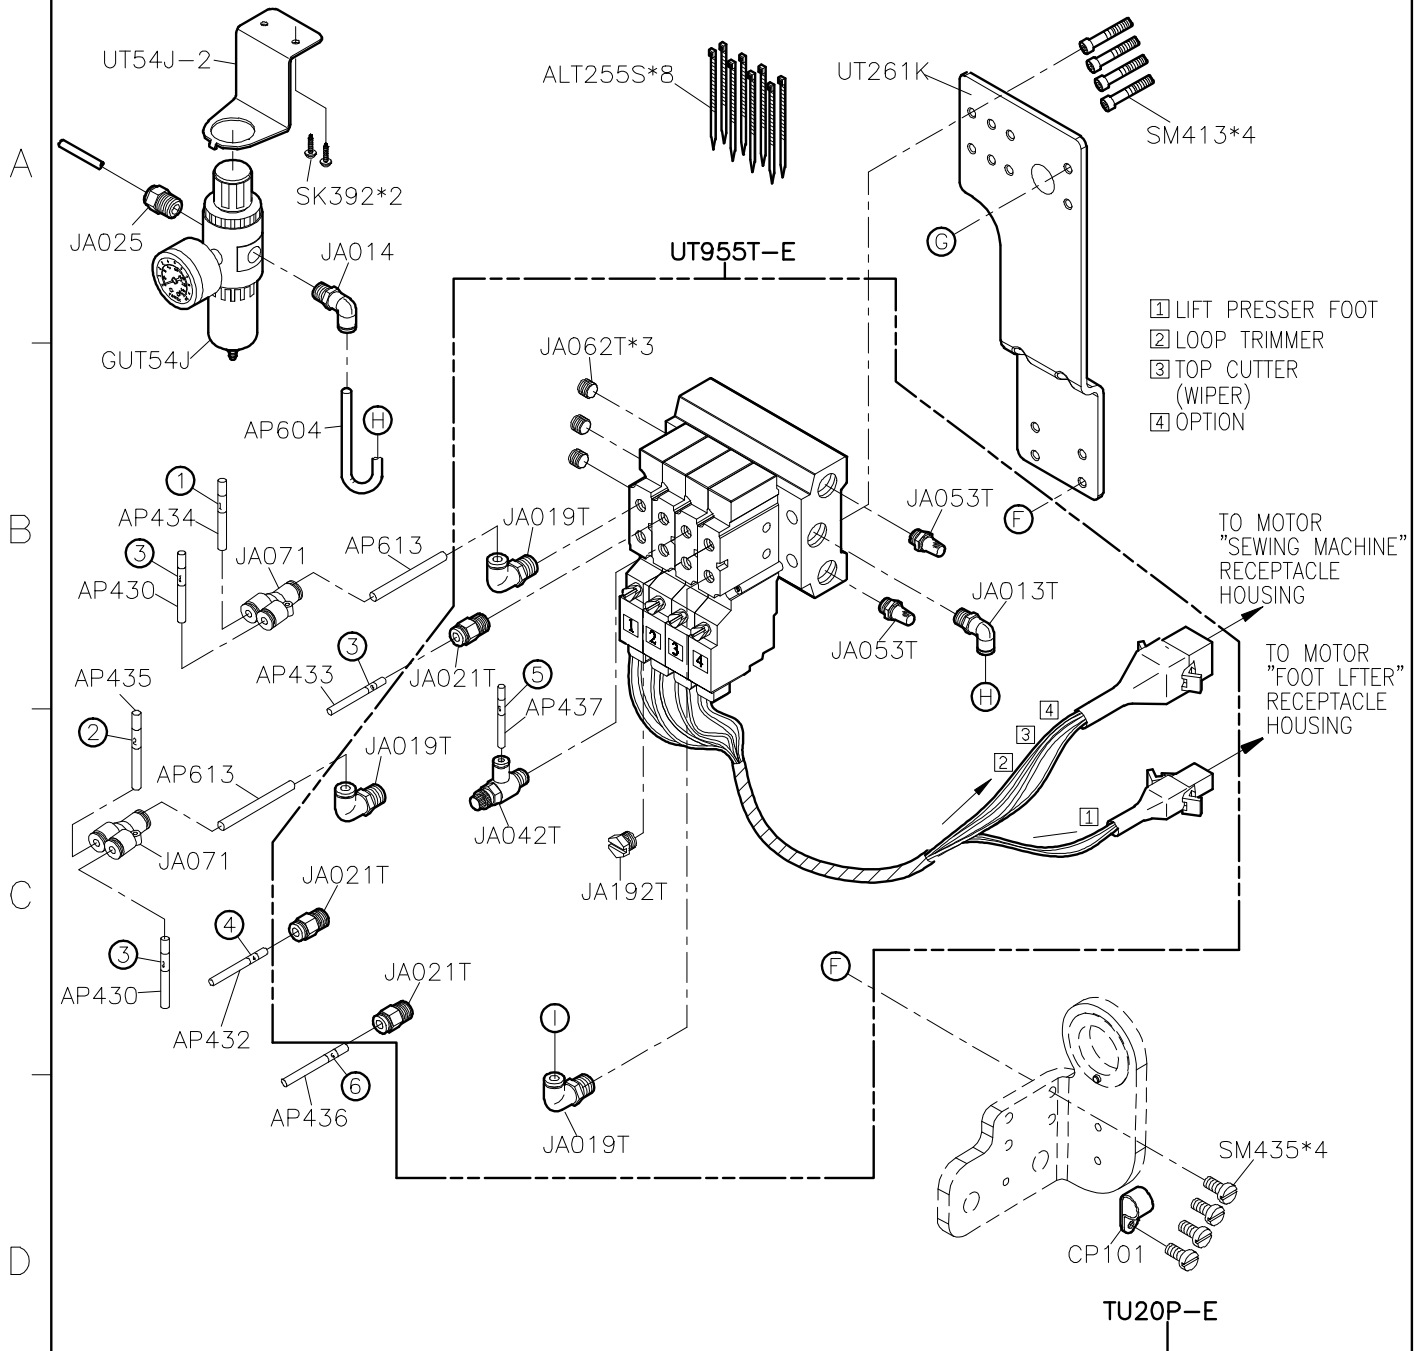 UT54J-2
ALT255S*8
UT261K
SM413*4
A
SK392*2
JA025
JA014
G
UT955T-E
1 LIFT PRESSER FOOT
2 LOOP TRIMMER
3 TOP CUTTER
(WIPER)
4 OPTION
GUT54J
JA062T*3
AP604
H
1
AP434
B
3
JA071
AP613
JA019T
JA053T
F
TO MOTOR
"SEWING MACHINE"
RECEPTACLE
HOUSING
AP430
JA013T
1
2
3
4
JA053T
3
AP433
JA021T
5
AP437
H
TO MOTOR
"FOOT LFTER"
RECEPTACLE
HOUSING
AP435
2
4
3
2
JA019T
AP613
JA042T
1
JA071
JA192T
C
JA021T
4
3
AP430
AP432
JA021T
F
I
6
AP436
JA019T
SM435*4
D
CP101
TU20P-E